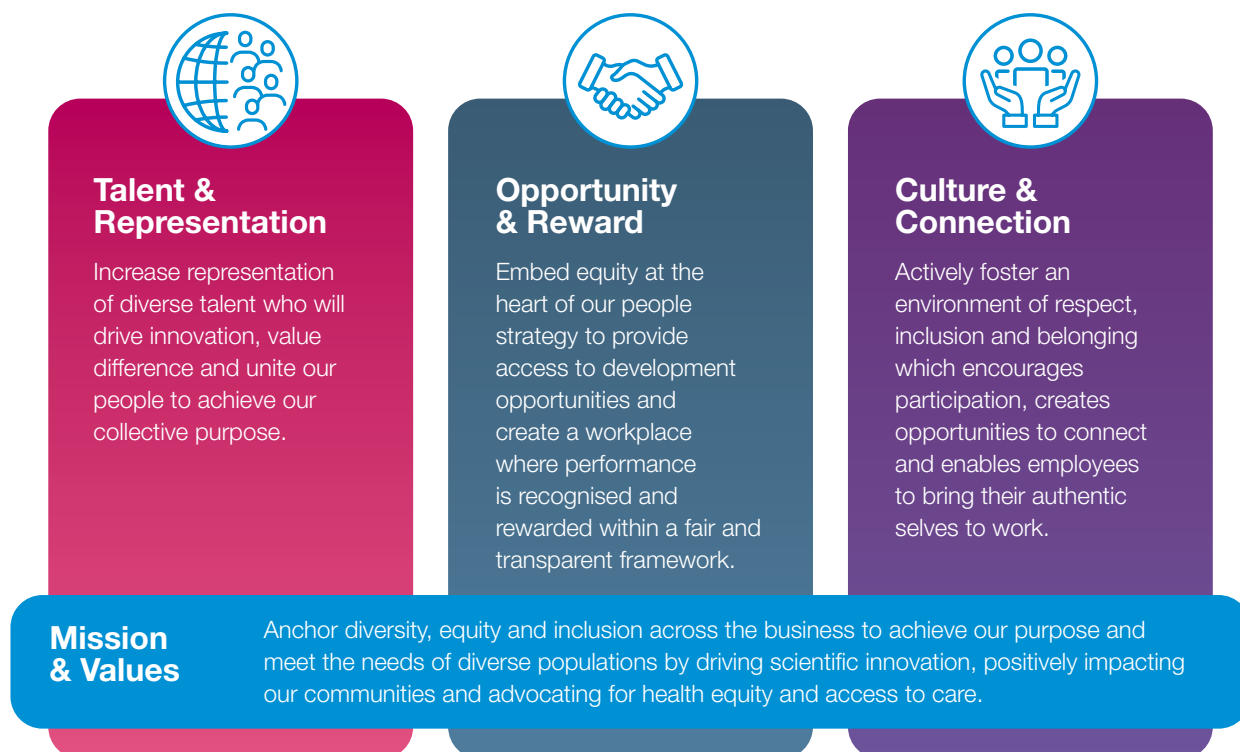 Talent &
Representation
Increase representation
of diverse talent who will
drive innovation, value
difference and unite our
people to achieve our
collective purpose.
Opportunity
& Reward
Embed equity at the
heart of our people
strategy to provide
access to development
opportunities and
create a workplace
where performance
is recognised and
rewarded within a fair and
transparent framework.
Culture &
Connection
Actively foster an
environment of respect,
inclusion and belonging
which encourages
participation, creates
opportunities to connect
and enables employees
to bring their authentic
selves to work.
Mission
& Values
Anchor diversity, equity and inclusion across the business to achieve our purpose and
meet the needs of diverse populations by driving scientific innovation, positively impacting
our communities and advocating for health equity and access to care.